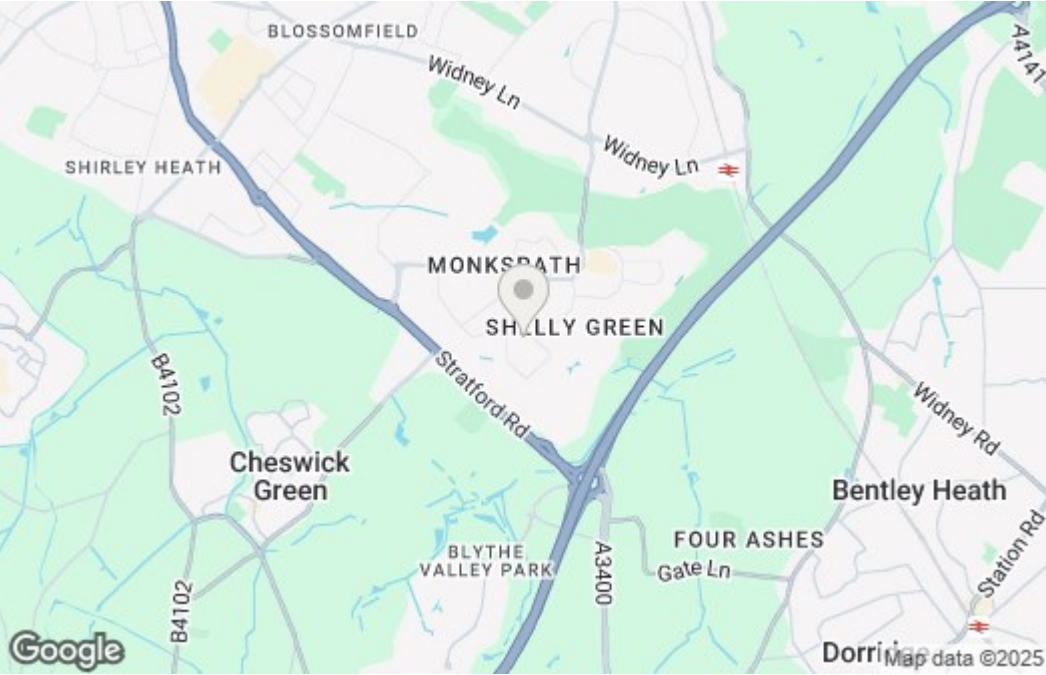 BLOSSOMFIELD
A4141
Widney Ln
Widney Ln
SHIRLEY HEATH
MONKSPATH
SHELLY GREEN
B4102
Stratford Rd
Widney Rd
Cheswick
Green
Bentley Heath
Station Rd
FOUR ASHES
BLYTHE
VALLEY PARK
A3400
Gate Ln
B4102
Google
Dorridge
Map data ©2025